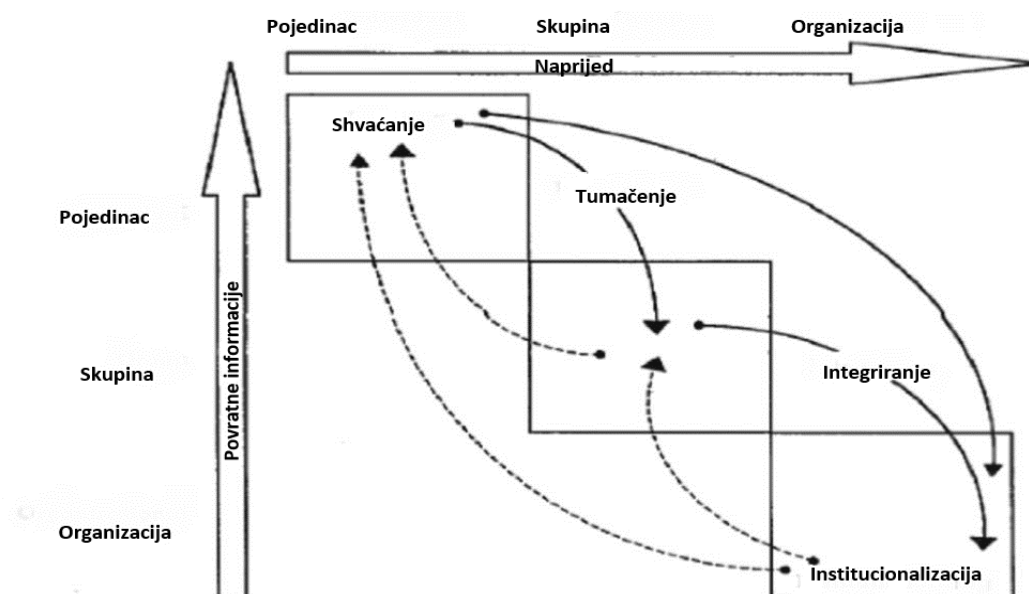 Pojedinac
Skupina
Organizacija
Naprijed
Shvaćanje
Tumačenje
Pojedinac
Povratne informacije
Skupina
Integriranje
Organizacija
Institucionalizacija